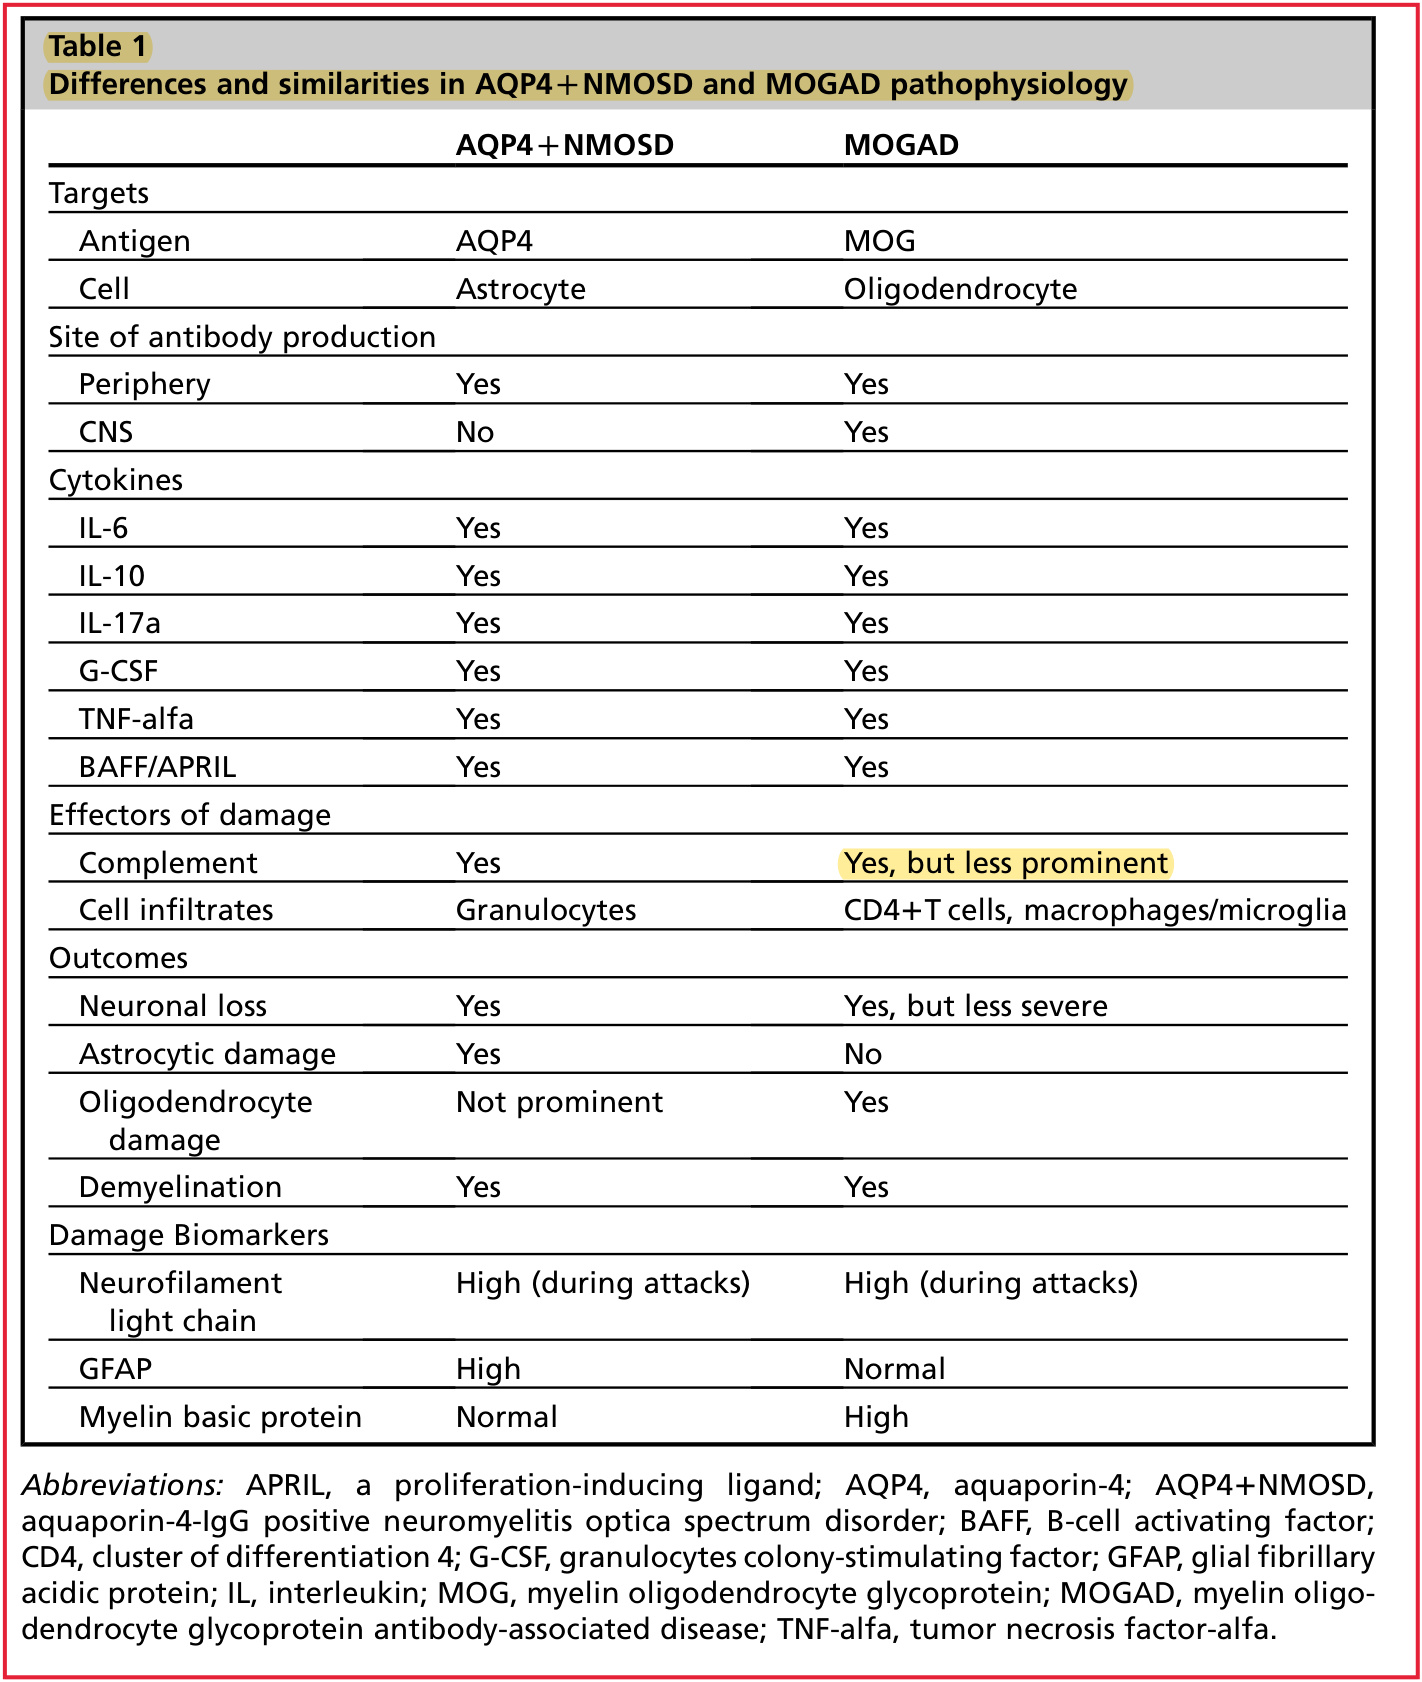 Table 1
Differences and similarities in AQP4+NMOSD and MOGAD pathophysiology
AQP4+NMOSD MOGAD
Targets
Antigen AQP4 MOG
Cell Astrocyte Oligodendrocyte
Site of antibody production
Periphery Yes Yes
CNS No Yes
Cytokines
IL-6 Yes Yes
IL-10 Yes Yes
IL-17a Yes Yes
G-CSF Yes Yes
TNF-alfa Yes Yes
BAFF/APRIL Yes Yes
Effectors of damage
Complement Yes Yes, but less prominent
Cell infiltrates Granulocytes CD4+T cells, macrophages/microglia
Outcomes
Neuronal loss Yes Yes, but less severe
Astrocytic damage Yes No
Oligodendrocyte Not prominent Yes
damage
Demyelination Yes Yes
Damage Biomarkers
Neurofilament High (during attacks) High (during attacks)
light chain
GFAP High Normal
Myelin basic protein Normal High
Abbreviations: APRIL, a proliferation-inducing ligand; AQP4, aquaporin-4; AQP4+NMOSD,
aquaporin-4-IgG positive neuromyelitis optica spectrum disorder; BAFF, B-cell activating factor;
CD4, cluster of differentiation 4; G-CSF, granulocytes colony-stimulating factor; GFAP, glial fibrillary
acidic protein; IL, interleukin; MOG, myelin oligodendrocyte glycoprotein; MOGAD, myelin oligo-
dendrocyte glycoprotein antibody-associated disease; TNF-alfa, tumor necrosis factor-alfa.